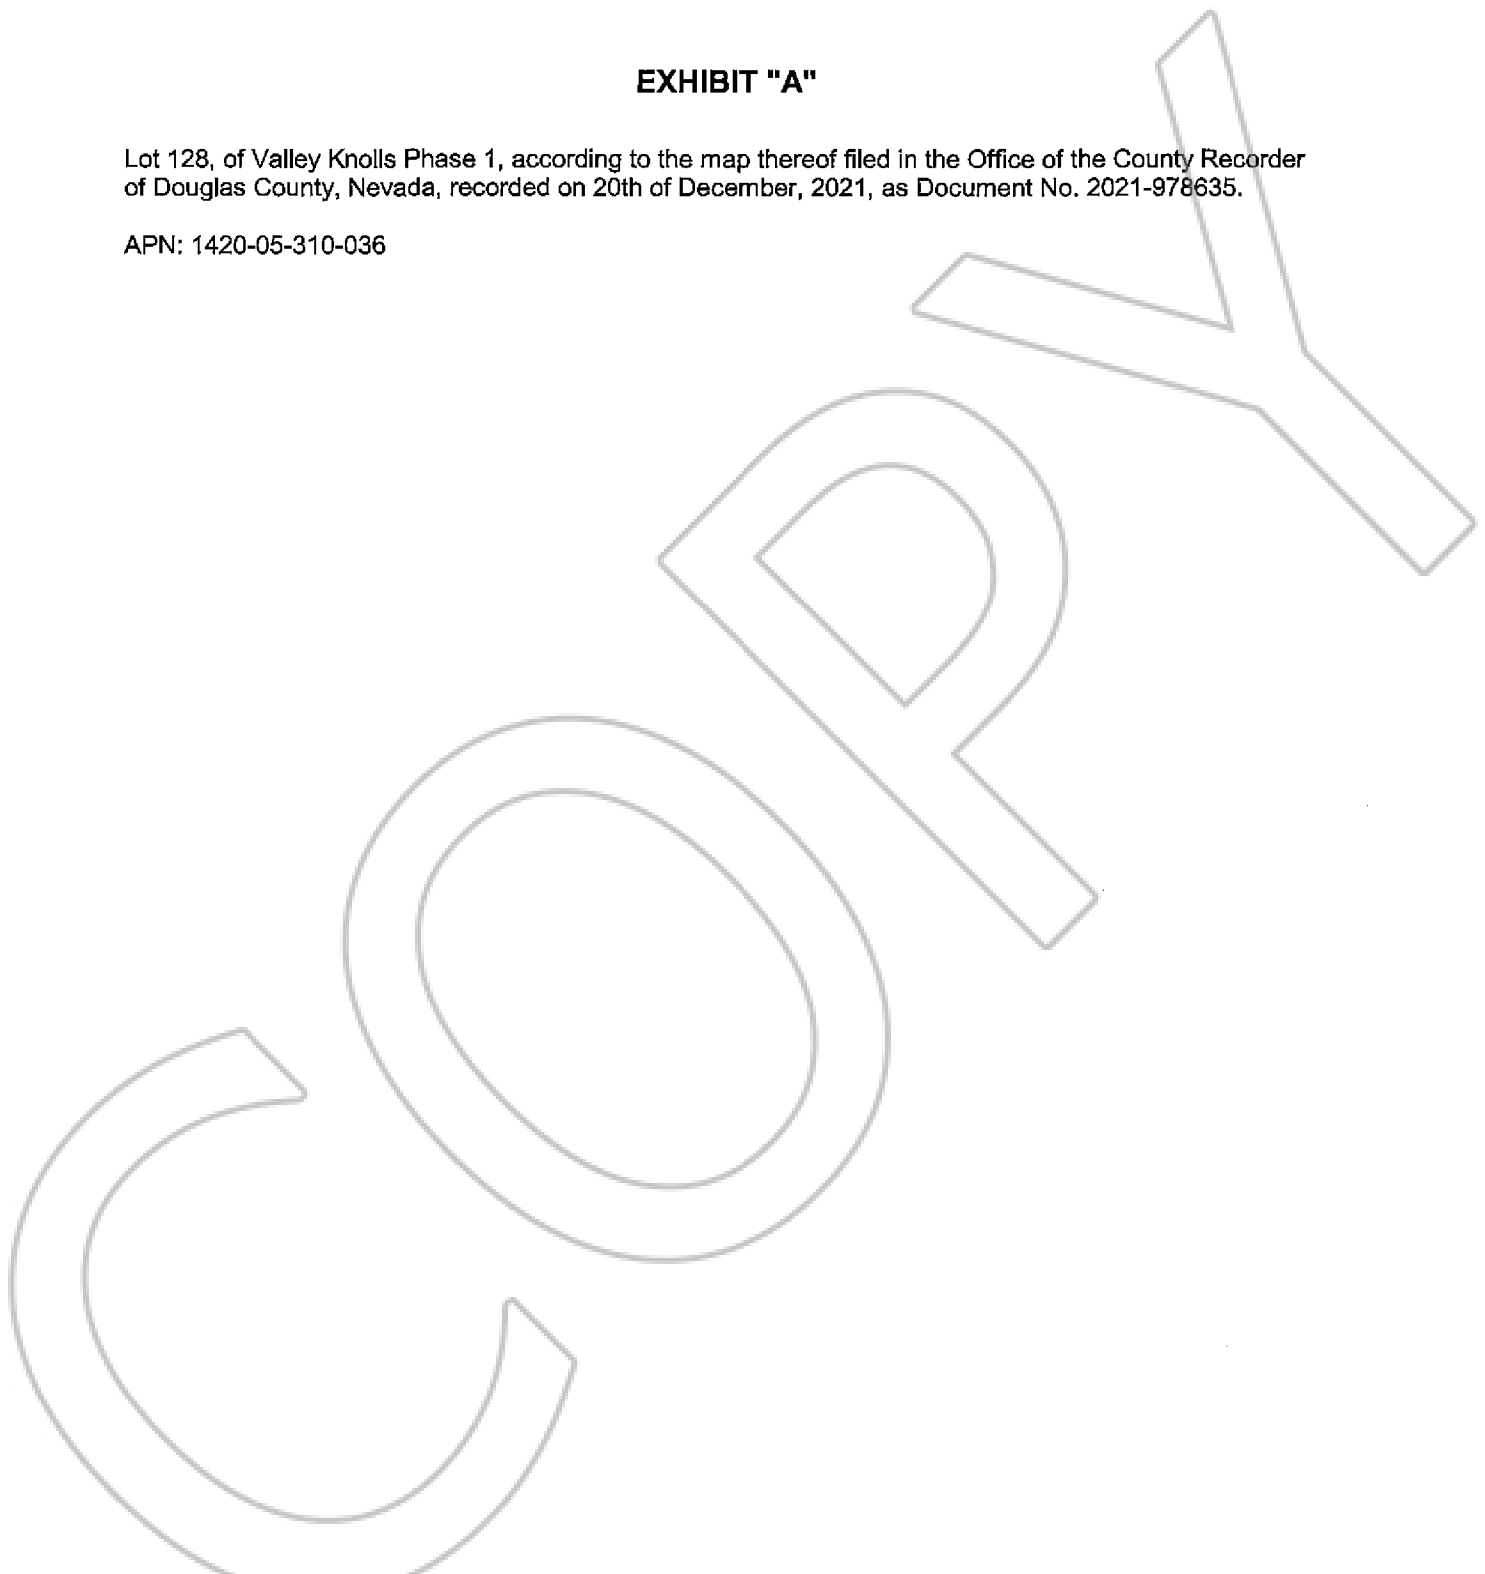 EXHIBIT "A"
Lot 128, of Valley Knolls Phase 1, according to the map thereof filed in the Office of the County Recorder
of Douglas County, Nevada, recorded on 20th of December, 2021, as Document No. 2021-978635.
APN: 1420-05-310-036
COPY